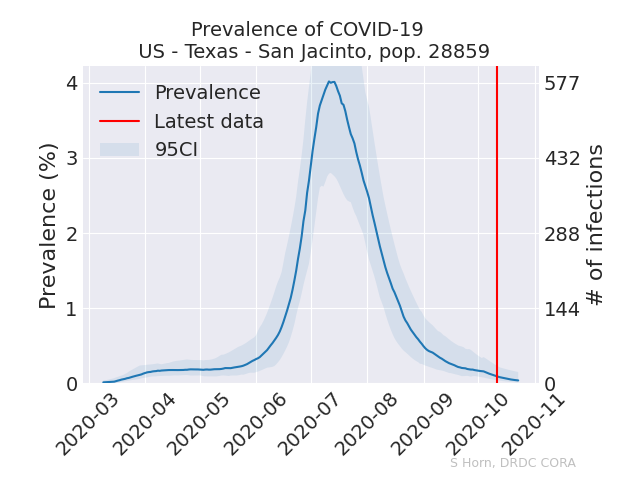 Prevalence of COVID-19
US - Texas - San Jacinto, pop. 28859
Prevalence
Latest data
95CI
Prevalence (%)
4
3
2
1
0
577
432
288
144
0
# of infections
2020-03
2020-04
2020-05
2020-06
2020-07
2020-08
2020-09
2020-10
2020-11
S Horn, DRDC CORA